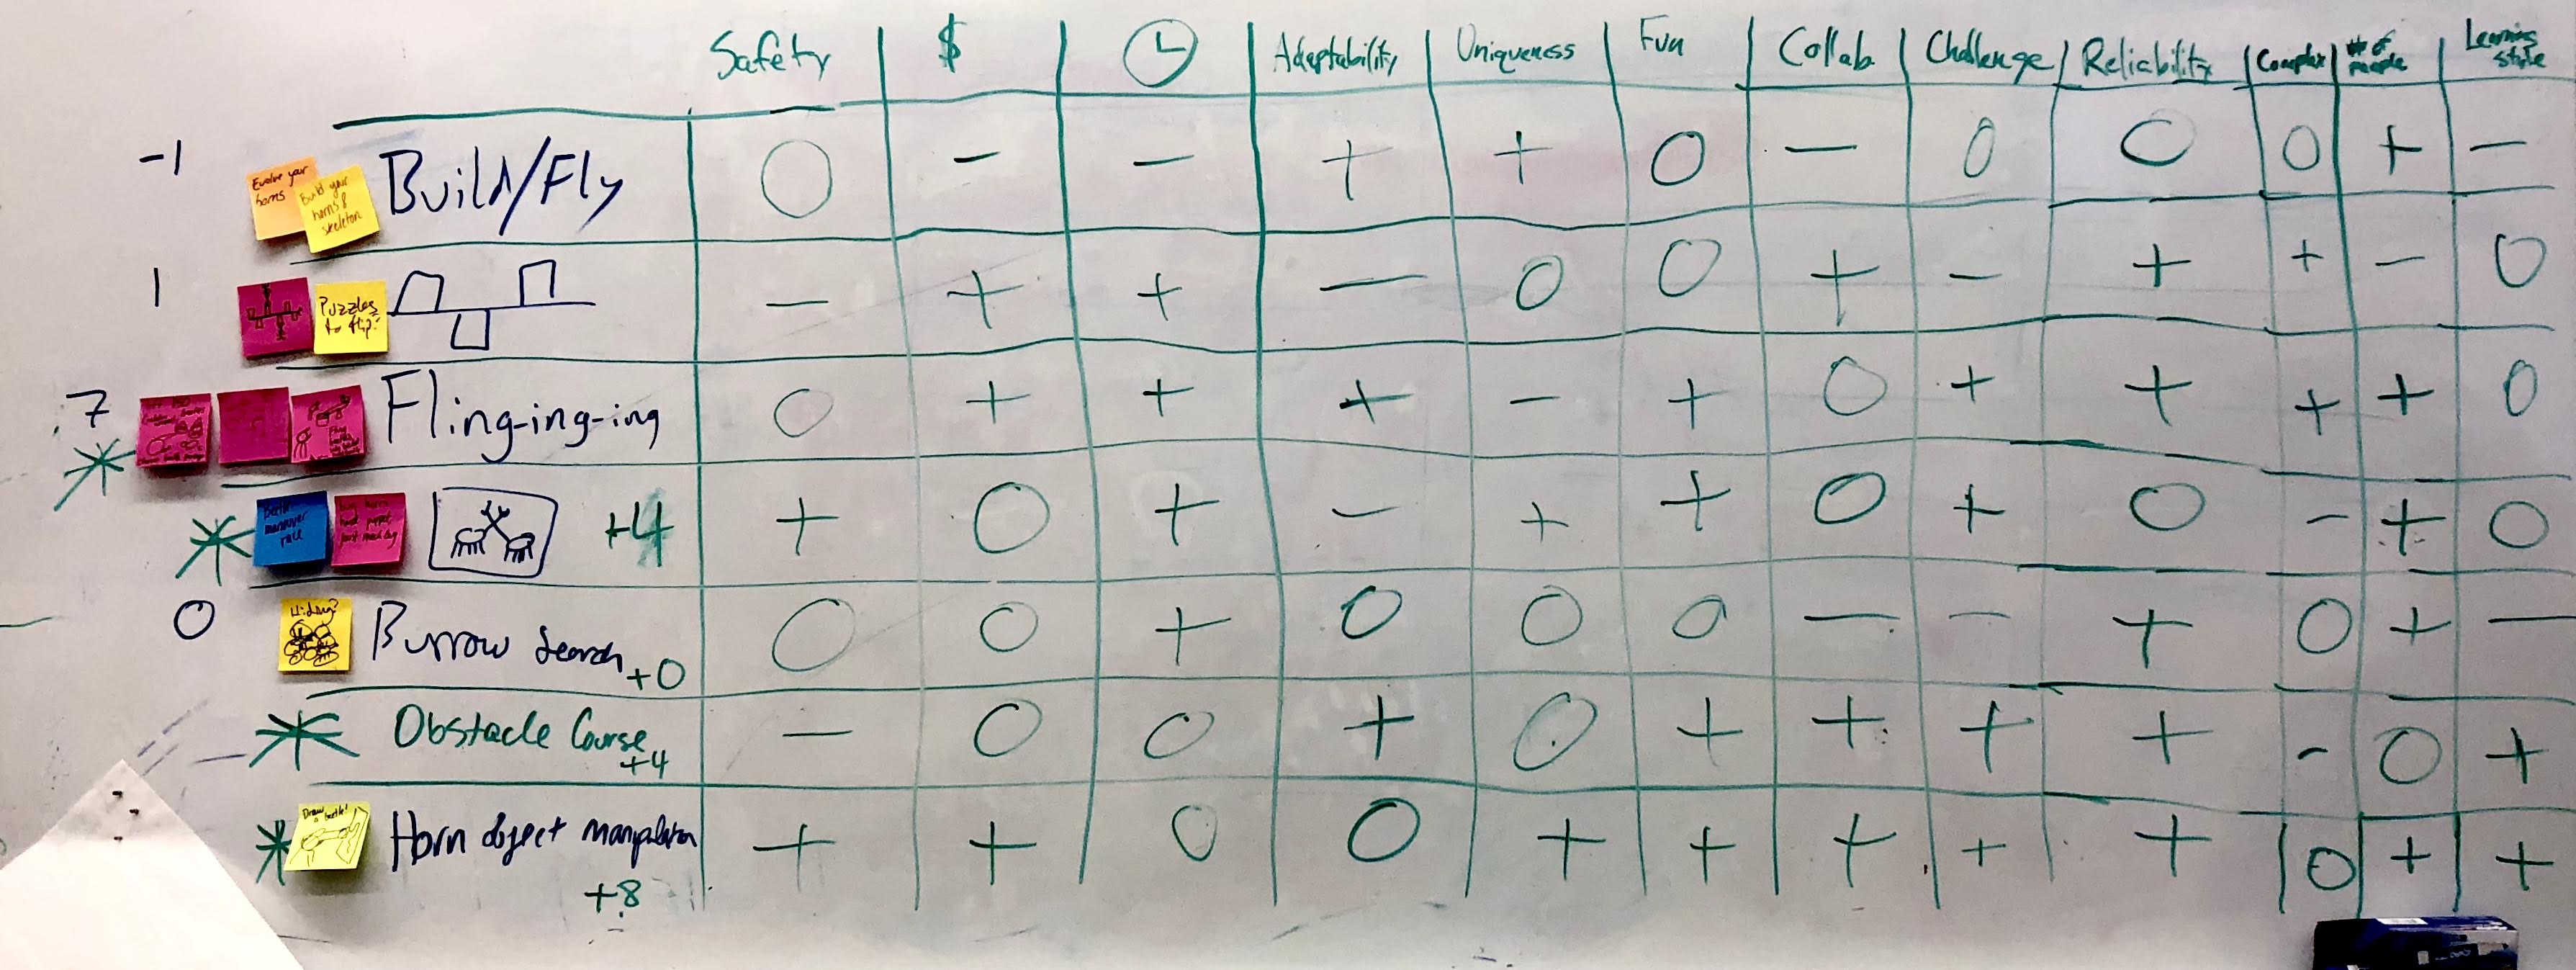 Safety $ Adaptability Uniqueness Fun Collab Challenge Reliability Complex # of people Learning style
-1 Evolve your horns Build your horns & skeleton Build/Fly O - - + + O - O O O + -
1 Puzzles to flip? - + + - O O + - + + - O
7 Fling-ing-ing O + + + - + O + + + + O
Beetle maneuver race +4 + O + - + + O + O - + O
0 Hiding? Burrow Search +0 O O + O O O - - + O + -
Obstacle Course +4 - O O + O + + + + - O +
Draw a beetle! Horn object manipulation +8 + + O O + + + + + O + +